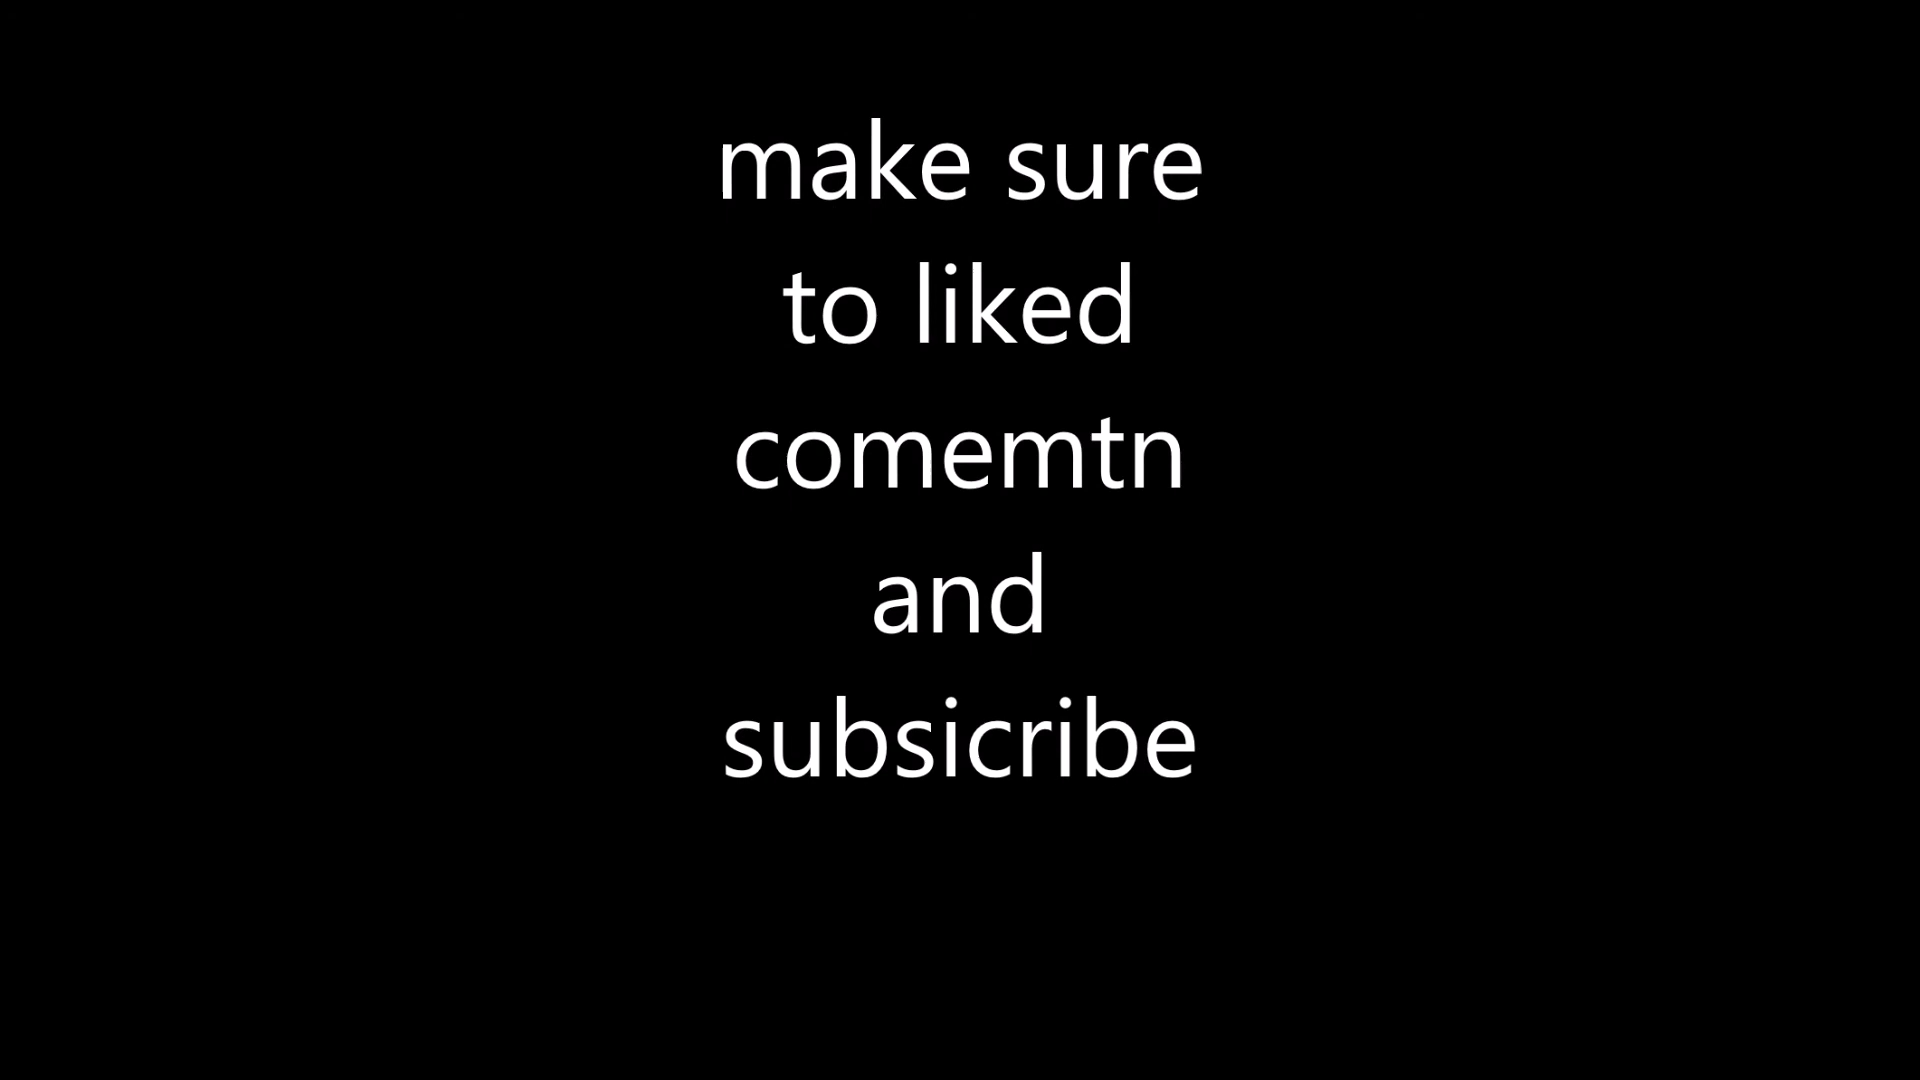 make sure
to liked
comemtn
and
subsicribe